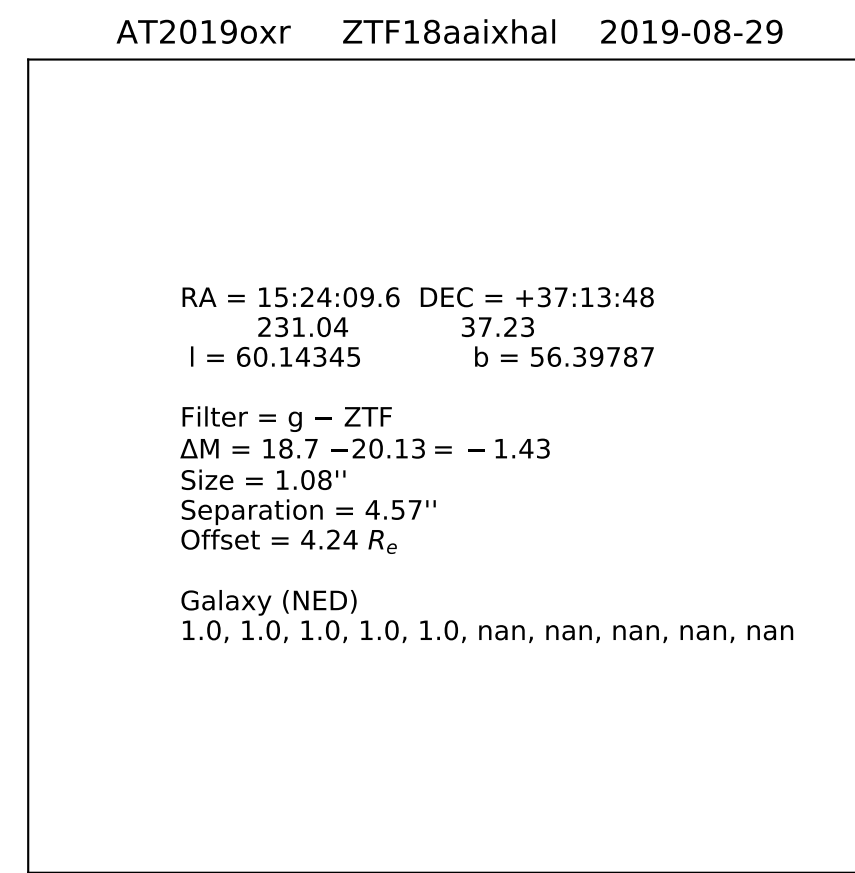 AT2019oxr ZTF18aaixhal 2019-08-29
RA = 15:24:09.6 DEC = +37:13:48
231.04 37.23
l = 60.14345 b = 56.39787
Filter = g − ZTF
ΔM = 18.7 −20.13 = − 1.43
Size = 1.08''
Separation = 4.57''
Offset = 4.24 Rₑ
Galaxy (NED)
1.0, 1.0, 1.0, 1.0, 1.0, nan, nan, nan, nan, nan